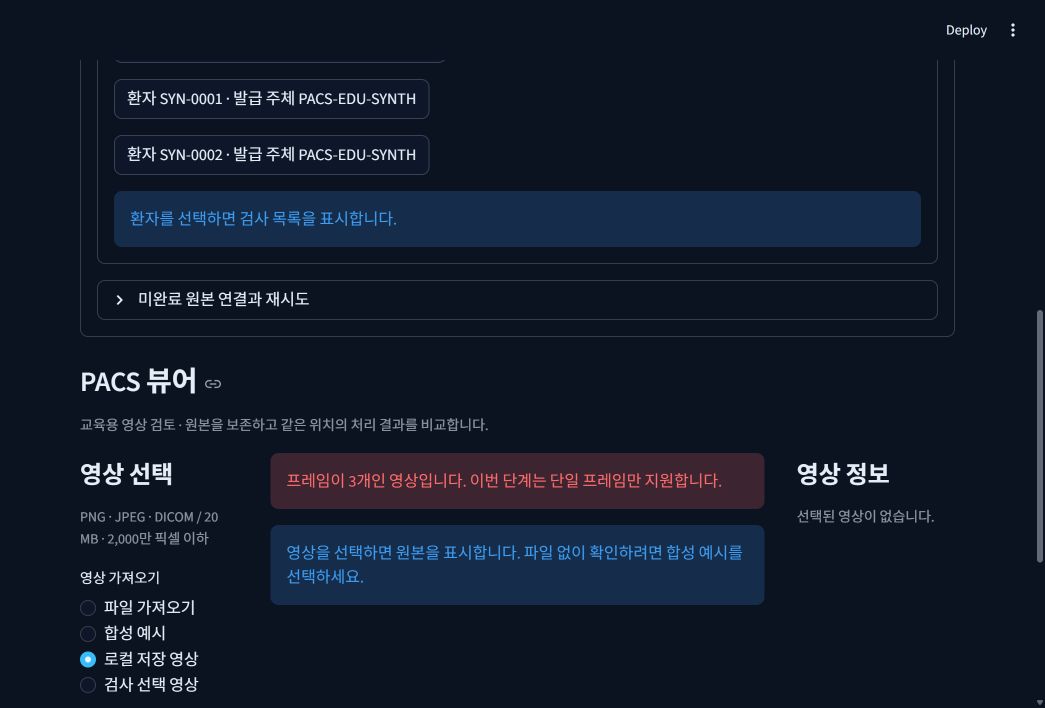 Deploy
환자 SYN-0001 · 발급 주체 PACS-EDU-SYNTH
환자 SYN-0002 · 발급 주체 PACS-EDU-SYNTH
환자를 선택하면 검사 목록을 표시합니다.
미완료 원본 연결과 재시도
PACS 뷰어
교육용 영상 검토 · 원본을 보존하고 같은 위치의 처리 결과를 비교합니다.
영상 선택
PNG · JPEG · DICOM / 20
MB · 2,000만 픽셀 이하
영상 가져오기
파일 가져오기
합성 예시
로컬 저장 영상
검사 선택 영상
프레임이 3개인 영상입니다. 이번 단계는 단일 프레임만 지원합니다.
영상을 선택하면 원본을 표시합니다. 파일 없이 확인하려면 합성 예시를
선택하세요.
영상 정보
선택된 영상이 없습니다.